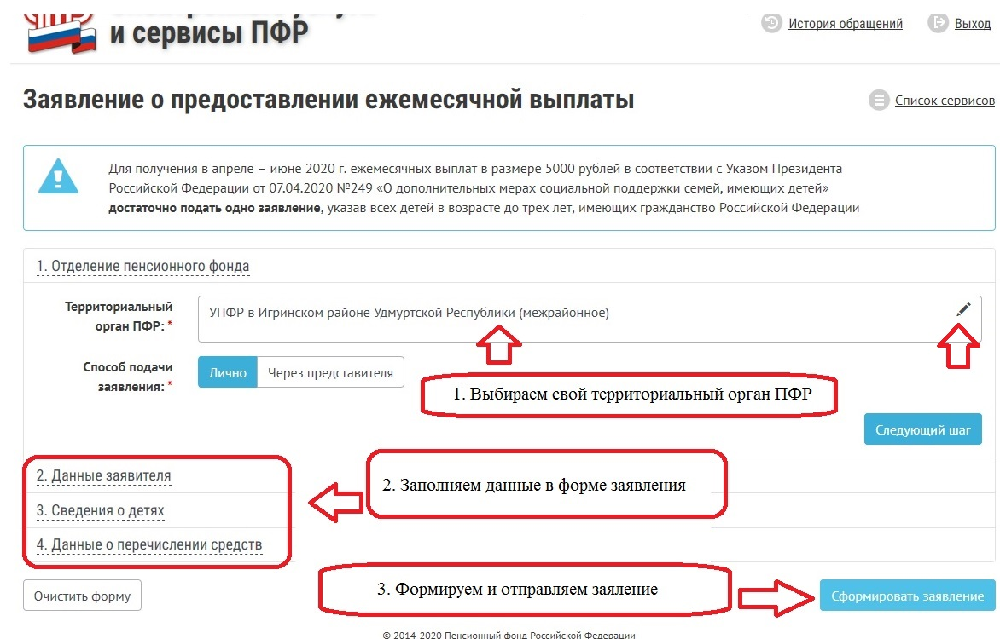 и сервисы ПФР
История обращений
Выход
Заявление о предоставлении ежемесячной выплаты
Список сервисов
Для получения в апреле – июне 2020 г. ежемесячных выплат в размере 5000 рублей в соответствии с Указом Президента
Российской Федерации от 07.04.2020 №249 «О дополнительных мерах социальной поддержки семей, имеющих детей»
достаточно подать одно заявление, указав всех детей в возрасте до трех лет, имеющих гражданство Российской Федерации
1. Отделение пенсионного фонда
Территориальный
орган ПФР: *
УПФР в Игринском районе Удмуртской Республики (межрайонное)
Способ подачи
заявления: *
Лично
Через представителя
1. Выбираем свой территориальный орган ПФР
Следующий шаг
2. Данные заявителя
3. Сведения о детях
4. Данные о перечислении средств
2. Заполняем данные в форме заявления
3. Формируем и отправляем заяление
Очистить форму
Сформировать заявление
© 2014-2020 Пенсионный фонд Российской Федерации